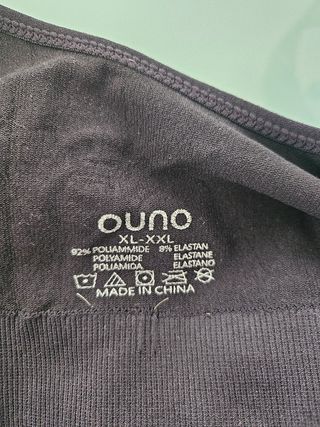 ouno
XL-XXL
92% POLIAMMIDE 8% ELASTAN
POLYAMIDE ELASTANE
POLIAMIDA ELASTANO
MADE IN CHINA